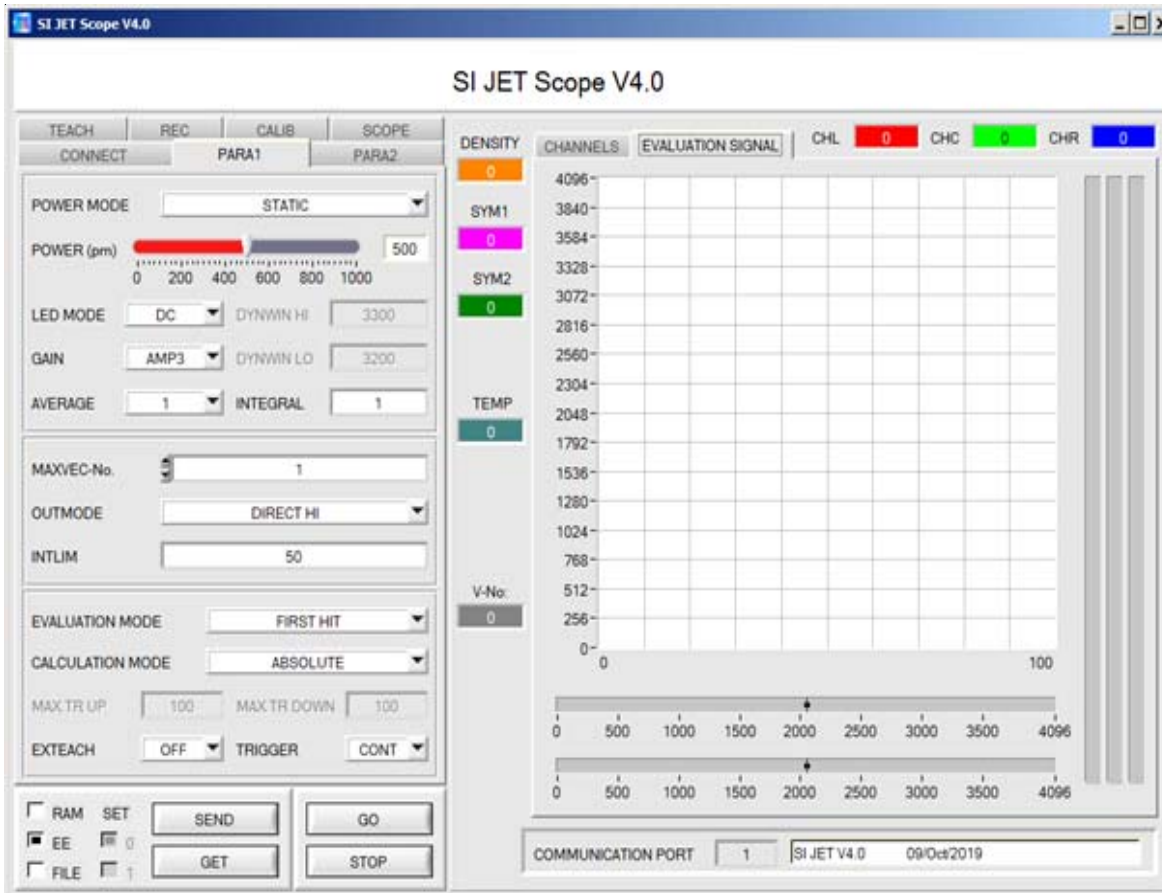 SI JET Scope V4.0
SI JET Scope V4.0
TEACH REC CALIB SCOPE
CONNECT PARA1 PARA2
POWER MODE STATIC
POWER (pm) 500
0 200 400 600 800 1000
LED MODE DC DYNWIN HI 3300
GAIN AMP3 DYNWIN LO 3200
AVERAGE 1 INTEGRAL 1
MAXVEC-No. 1
OUTMODE DIRECT HI
INTLIM 50
EVALUATION MODE FIRST HIT
CALCULATION MODE ABSOLUTE
MAX TR UP 100 MAX TR DOWN 100
EXTEACH OFF TRIGGER CONT
RAM SET
EE 0
FILE 1
SEND GO
GET STOP
DENSITY
0
SYM1
0
SYM2
0
TEMP
0
V-No:
0
CHANNELS EVALUATION SIGNAL CHL 0 CHC 0 CHR 0
4096
3840
3584
3328
3072
2816
2560
2304
2048
1792
1536
1280
1024
768
512
256
0
0 100
0 500 1000 1500 2000 2500 3000 3500 4096
0 500 1000 1500 2000 2500 3000 3500 4096
COMMUNICATION PORT 1 SI JET V4.0 09/Oct/2019